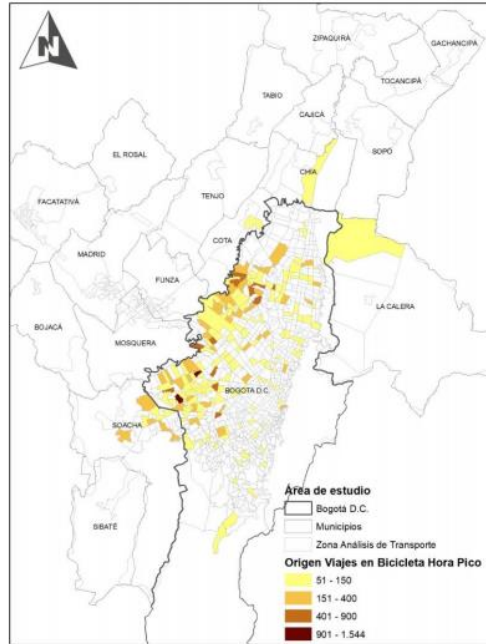 N
ZIPAQUIRÁ
GACHANCIPÁ
TOCANCIPÁ
TABIO
CAJICÁ
SOPÓ
EL ROSAL
CHÍA
TENJO
FACATATIVÁ
COTA
MADRID
FUNZA
LA CALERA
BOJACÁ
MOSQUERA
BOGOTÁ D.C.
SOACHA
SIBATÉ
Área de estudio
Bogotá D.C.
Municipios
Zona Análisis de Transporte
Origen Viajes en Bicicleta Hora Pico
51 - 150
151 - 400
401 - 900
901 - 1.544